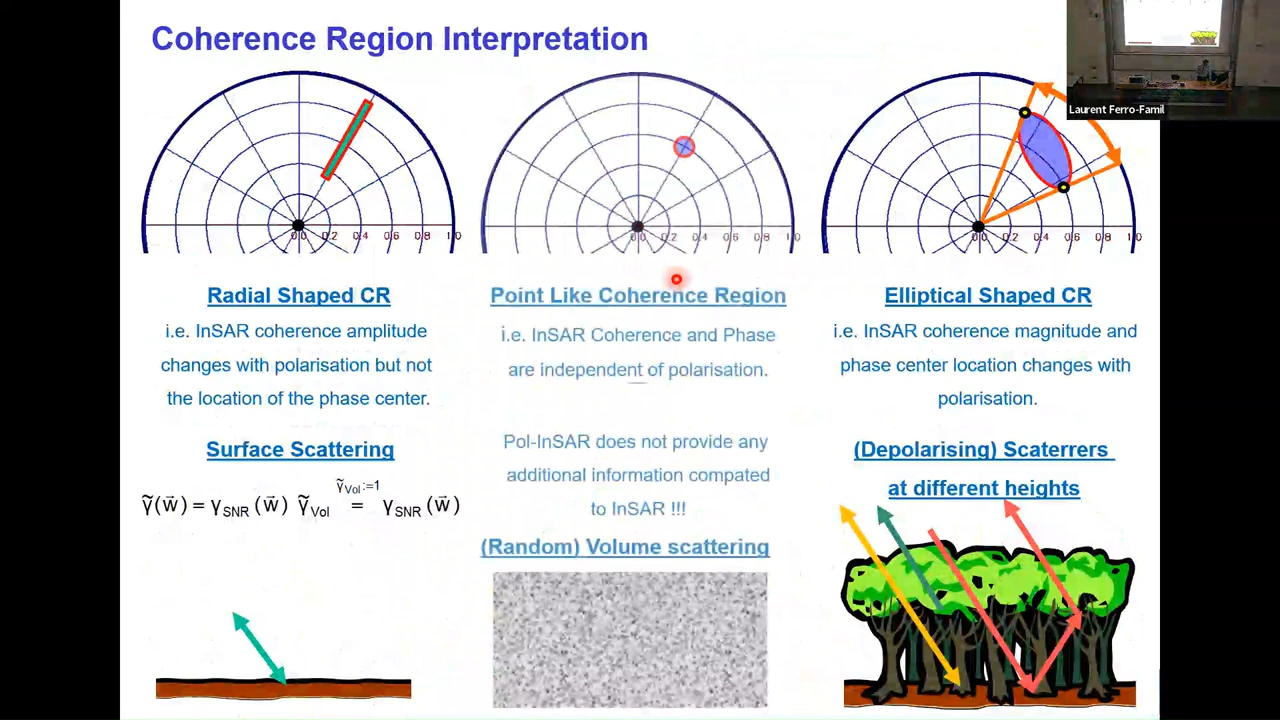 Coherence Region Interpretation
Laurent Ferro-Famil
0.0 0.2 0.4 0.6 0.8 1.0
0.0 0.2 0.4 0.6 0.8 1.0
0.0 0.2 0.4 0.6 0.8 1.0
Radial Shaped CR
i.e. InSAR coherence amplitude
changes with polarisation but not
the location of the phase center.
Surface Scattering
γ̃(w⃗) = γSNR (w⃗) γ̃Vol γ̃Vol :=1 = γSNR (w⃗)
Point Like Coherence Region
i.e. InSAR Coherence and Phase
are independent of polarisation.
Pol-InSAR does not provide any
additional information compated
to InSAR !!!
(Random) Volume scattering
Elliptical Shaped CR
i.e. InSAR coherence magnitude and
phase center location changes with
polarisation.
(Depolarising) Scaterrers
at different heights